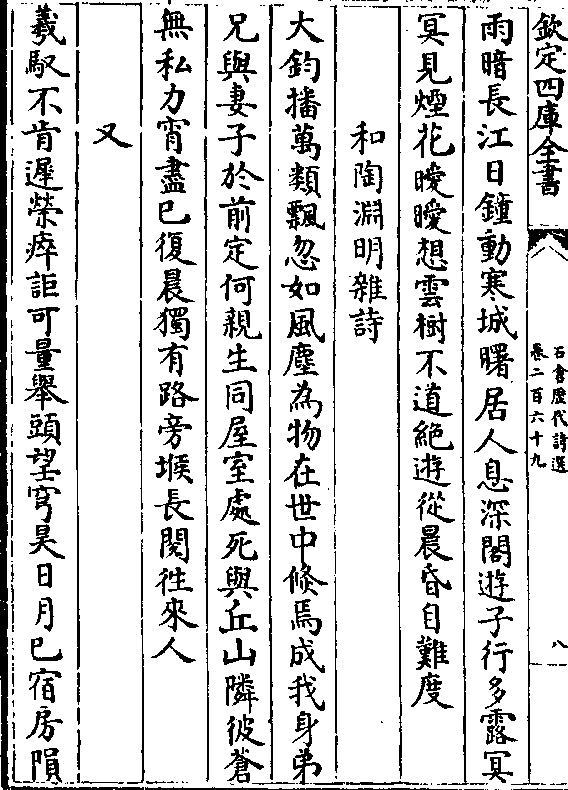 欽定四庫全書
石倉歷代詩選
卷二百六十九
八
雨暗長江日鐘動寒城曙居人息深閣遊子行多露冥
冥見煙花曖曖想雲樹不道絶遊從晨昏自難度
和陶淵明雜詩
大鈞播萬類飄忽如風塵為物在世中倐焉成我身弟
兄與妻子於前定何親生同屋室處死與丘山隣彼蒼
無私力宵盡已復晨獨有路旁堠長閱徃來人
又
羲馭不肯遲榮瘁詎可量舉頭望穹昊日月已宿房隕